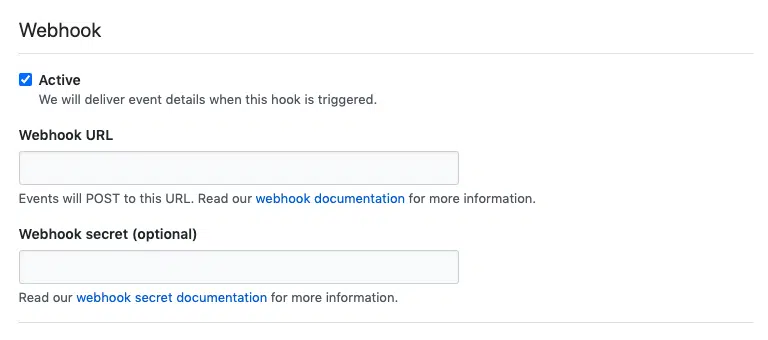 Webhook
Active
We will deliver event details when this hook is triggered.
Webhook URL
Events will POST to this URL. Read our webhook documentation for more information.
Webhook secret (optional)
Read our webhook secret documentation for more information.